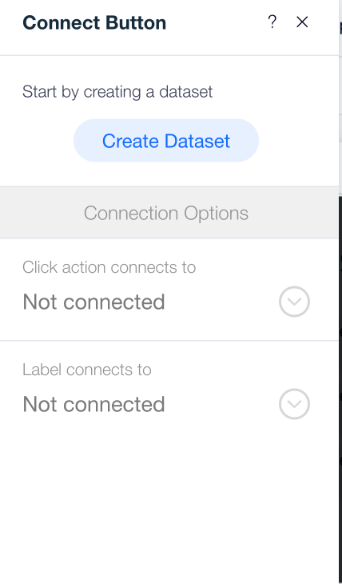 Connect Button ?
Start by creating a dataset
Create Dataset
Connection Options
Click action connects to
Not connected
Label connects to
Not connected